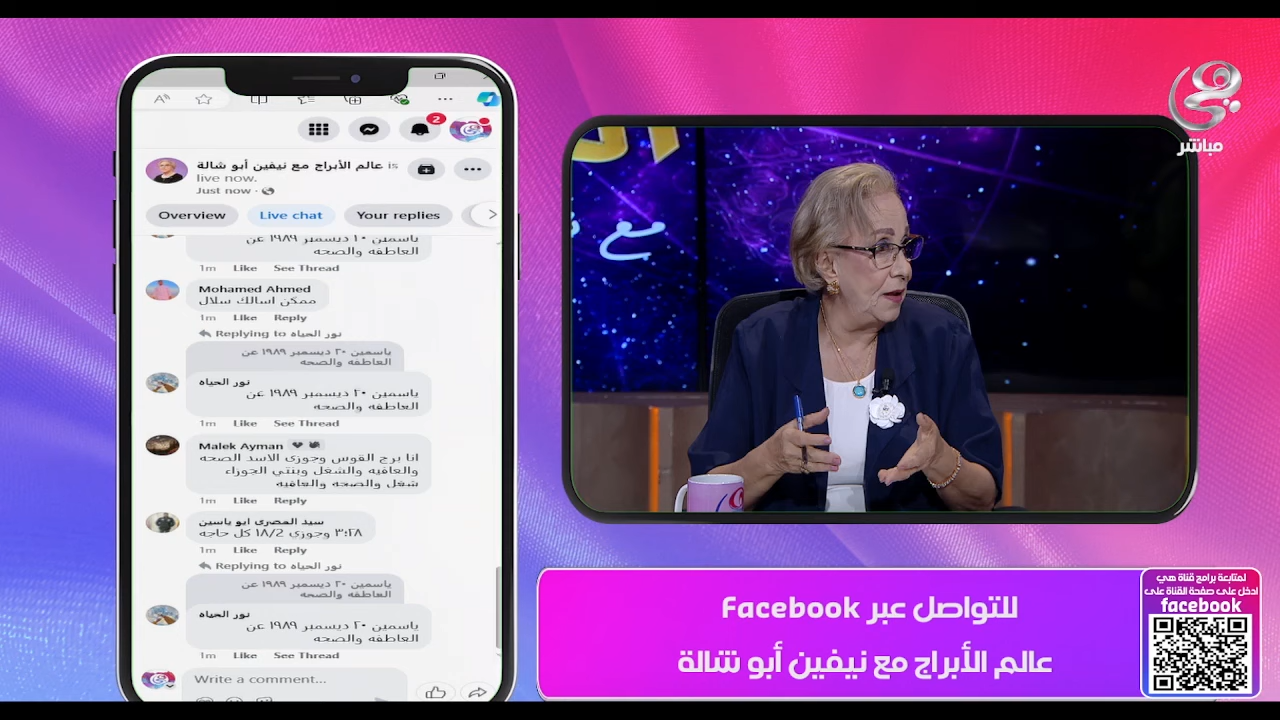 عالم الأبراج مع نيفين أبو شالة is
live now.
Just now
Overview
Live chat
Your replies
ياسمين ٢٠ ديسمبر ١٩٨٩ عن
العاطفه والصحه
1m Like See Thread
Mohamed Ahmed
ممكن اسالك سلال
1m Like Reply
Replying to نور الحياه
ياسمين ٢٠ ديسمبر ١٩٨٩ عن
العاطفه والصحه
نور الحياه
ياسمين ٢٠ ديسمبر ١٩٨٩ عن
العاطفه والصحه
1m Like See Thread
Malek Ayman
انا برج القوس وجوزى الاسد الصحه
والعافيه والشغل وبنتي الجوزاء
شغل والصحه والعافيه
1m Like Reply
سيد المصرى ابو ياسين
٣:٢٨ وجوزي 18/2 كل حاجه
1m Like Reply
Replying to نور الحياه
ياسمين ٢٠ ديسمبر ١٩٨٩ عن
العاطفه والصحه
نور الحياه
ياسمين ٢٠ ديسمبر ١٩٨٩ عن
العاطفه والصحه
1m Like See Thread
Write a comment...
2
هي
مباشر
مع
للتواصل عبر Facebook
عالم الأبراج مع نيفين أبو شالة
لمتابعة برامج قناة هي
ادخل على صفحة القناة على
facebook